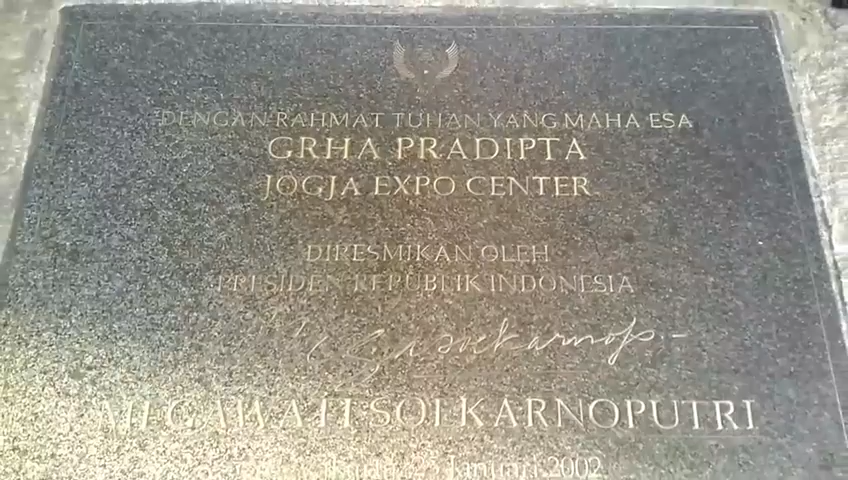 DENGAN RAHMAT TUHAN YANG MAHA ESA
GRHA PRADIPTA
JOGJA EXPO CENTER
DIRESMIKAN OLEH
PRESIDEN REPUBLIK INDONESIA
MEGAWATI SOEKARNOPUTRI
Januari 2002